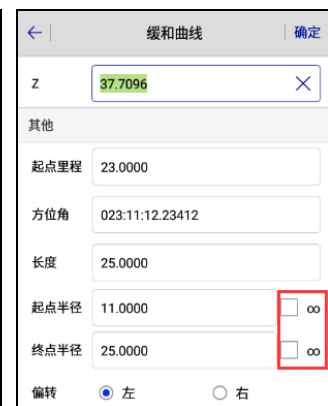 缓和曲线 确定
Z 37.7096
其他
起点里程 23.0000
方位角 023:11:12.23412
长度 25.0000
起点半径 11.0000 ∞
终点半径 25.0000 ∞
偏转 左 右